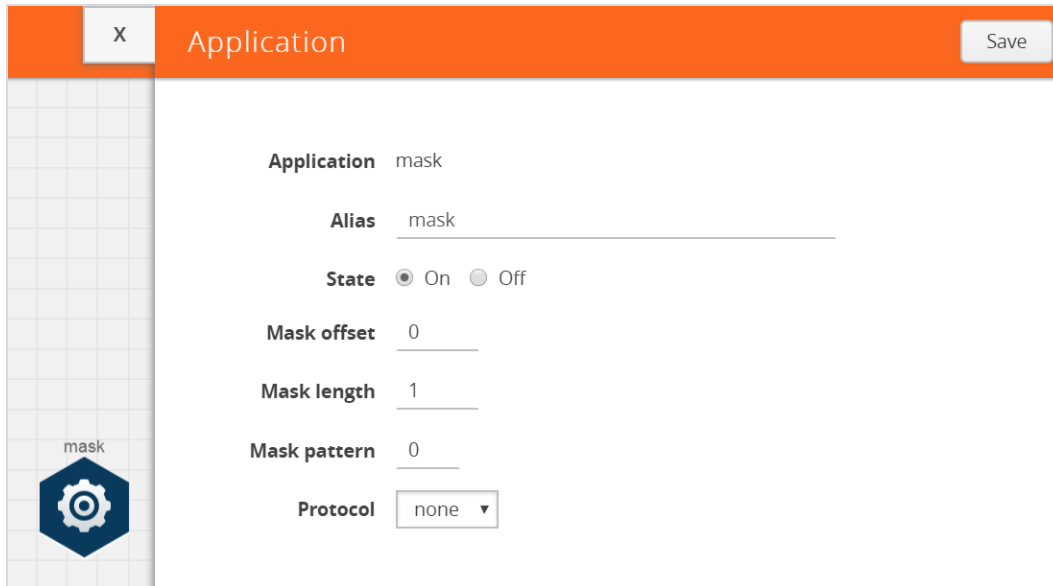 X Application Save
Application mask
Alias mask
State On Off
Mask offset 0
Mask length 1
Mask pattern 0
Protocol none
mask